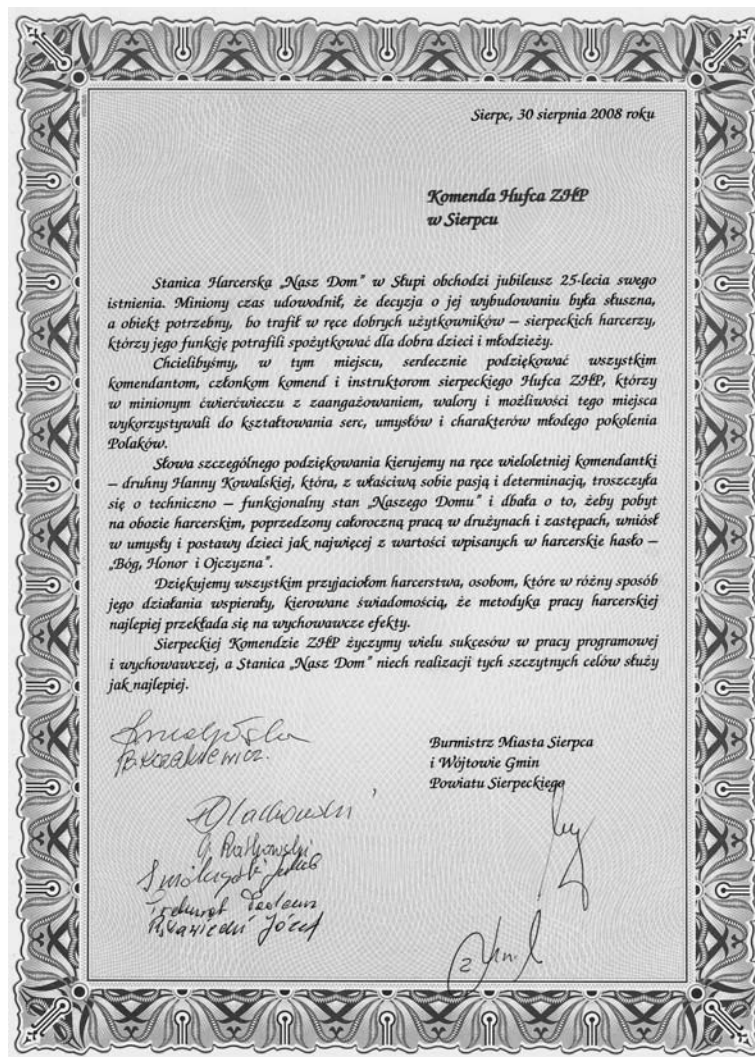 Sierpc, 30 sierpnia 2008 roku
Komenda Hufca ZHP
w Sierpcu
Stanica Harcerska „Nasz Dom” w Słupi obchodzi jubileusz 25-lecia swego
istnienia. Miniony czas udowodnił, że decyzja o jej wybudowaniu była słuszna,
a obiekt potrzebny, bo trafił w ręce dobrych użytkowników – sierpeckich harcerzy,
którzy jego funkcję potrafili spożytkować dla dobra dzieci i młodzieży.
Chcielibyśmy, w tym miejscu, serdecznie podziękować wszystkim
komendantom, członkom komend i instruktorom sierpeckiego Hufca ZHP, którzy
w minionym ćwierćwieczu z zaangażowaniem, walory i możliwości tego miejsca
wykorzystywali do kształtowania serc, umysłów i charakterów młodego pokolenia
Polaków.
Słowa szczególnego podziękowania kierujemy na ręce wieloletniej komendantki
– druhny Hanny Kowalskiej, która, z właściwą sobie pasją i determinacją, troszczyła
się o techniczno – funkcjonalny stan „Naszego Domu” i dbała o to, żeby pobyt
na obozie harcerskim, poprzedzony całoroczną pracą w drużynach i zastępach, wniósł
w umysły i postawy dzieci jak najwięcej z wartości wpisanych w harcerskie hasło –
„Bóg, Honor i Ojczyzna”.
Dziękujemy wszystkim przyjaciołom harcerstwa, osobom, które w różny sposób
jego działania wspierały, kierowane świadomością, że metodyka pracy harcerskiej
najlepiej przekłada się na wychowawcze efekty.
Sierpeckiej Komendzie ZHP życzymy wielu sukcesów w pracy programowej
i wychowawczej, a Stanica „Nasz Dom” niech realizacji tych szczytnych celów służy
jak najlepiej.
Burmistrz Miasta Sierpca
i Wójtowie Gmin
Powiatu Sierpeckiego
Józef